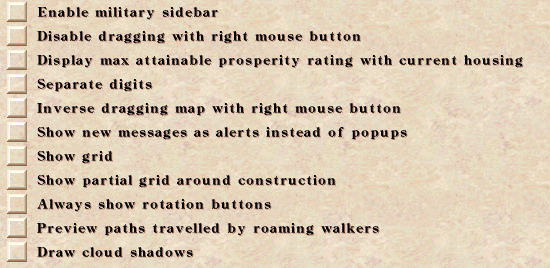 Enable military sidebar
Disable dragging with right mouse button
Display max attainable prosperity rating with current housing
Separate digits
Inverse dragging map with right mouse button
Show new messages as alerts instead of popups
Show grid
Show partial grid around construction
Always show rotation buttons
Preview paths travelled by roaming walkers
Draw cloud shadows